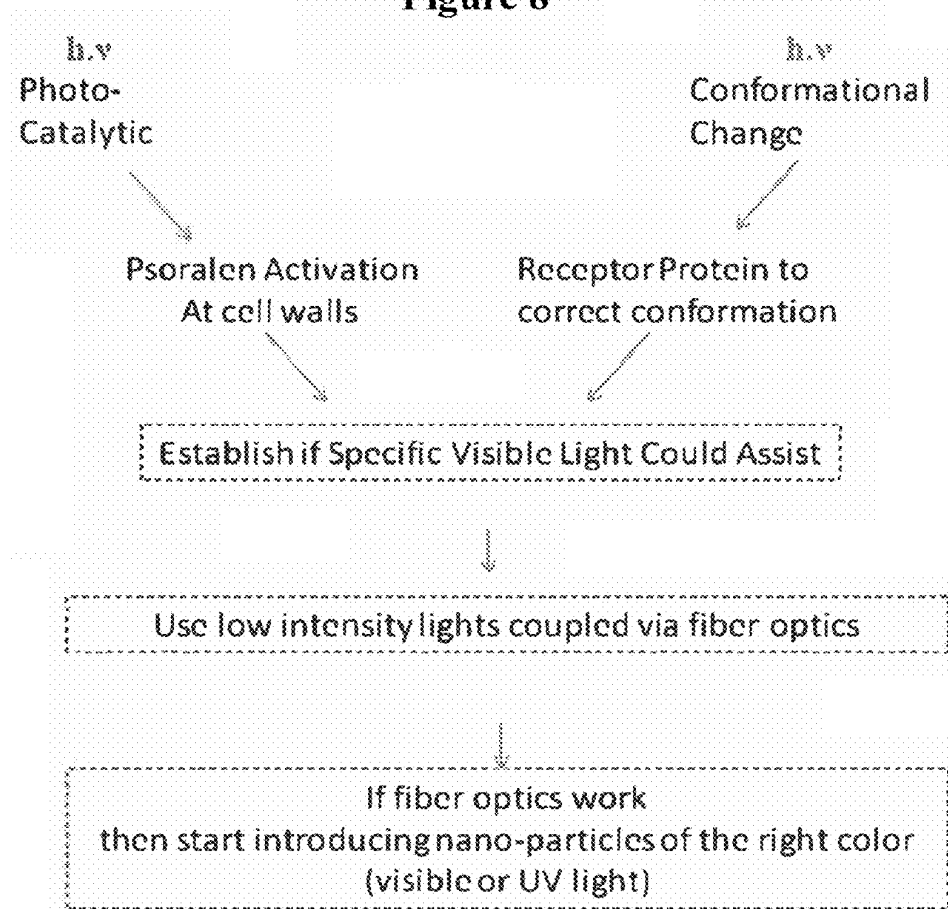 Figure 8
h.ν
Photo-
Catalytic
h.ν
Conformational
Change
Psoralen Activation
At cell walls
Receptor Protein to
correct conformation
Establish if Specific Visible Light Could Assist
Use low intensity lights coupled via fiber optics
If fiber optics work
then start introducing nano-particles of the right color
(visible or UV light)